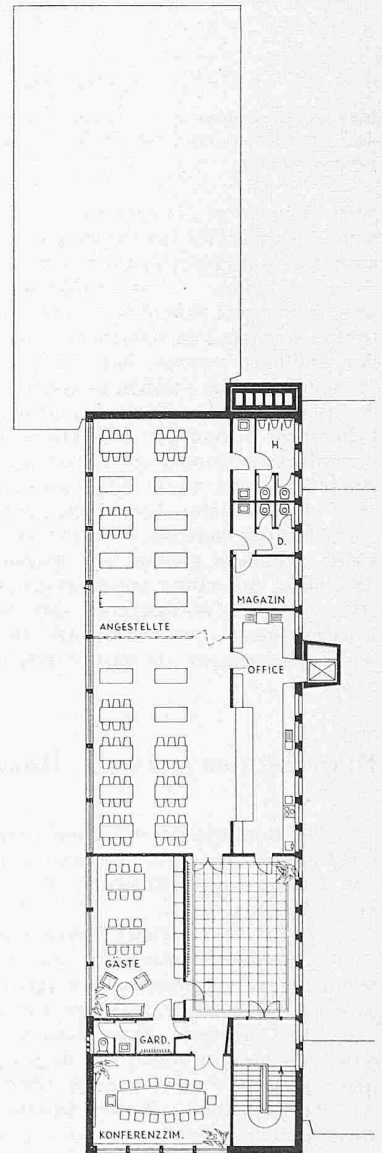 H.
D.
MAGAZIN
ANGESTELLTE
OFFICE
GÄSTE
GARD.
KONFERENZZIM.